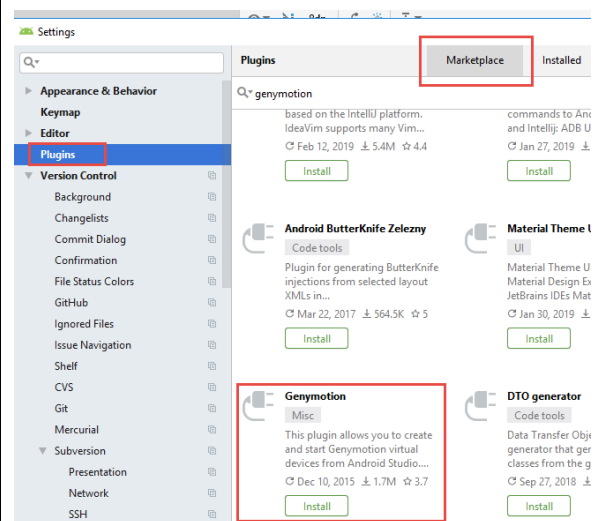 8dp
Settings
Plugins
Marketplace
Installed
genymotion
Appearance & Behavior
Keymap
Editor
Plugins
Version Control
Background
Changelists
Commit Dialog
Confirmation
File Status Colors
GitHub
Ignored Files
Issue Navigation
Shelf
CVS
Git
Mercurial
Subversion
Presentation
Network
SSH
based on the IntelliJ platform.
IdeaVim supports many Vim...
Feb 12, 2019 5.4M 4.4
Install
commands to And
and Intellij: ADB U
Jan 27, 2019
Install
Android ButterKnife Zelezny
Code tools
Plugin for generating ButterKnife
injections from selected layout
XMLs in...
Mar 22, 2017 564.5K 5
Install
Material Theme U
UI
Material Theme U
Material Design Ex
JetBrains IDEs Mat
Jan 30, 2019
Install
Genymotion
Misc
This plugin allows you to create
and start Genymotion virtual
devices from Android Studio....
Dec 10, 2015 1.7M 3.7
Install
DTO generator
Code tools
Data Transfer Obje
generator that gen
classes from the g
Sep 27, 2018
Install